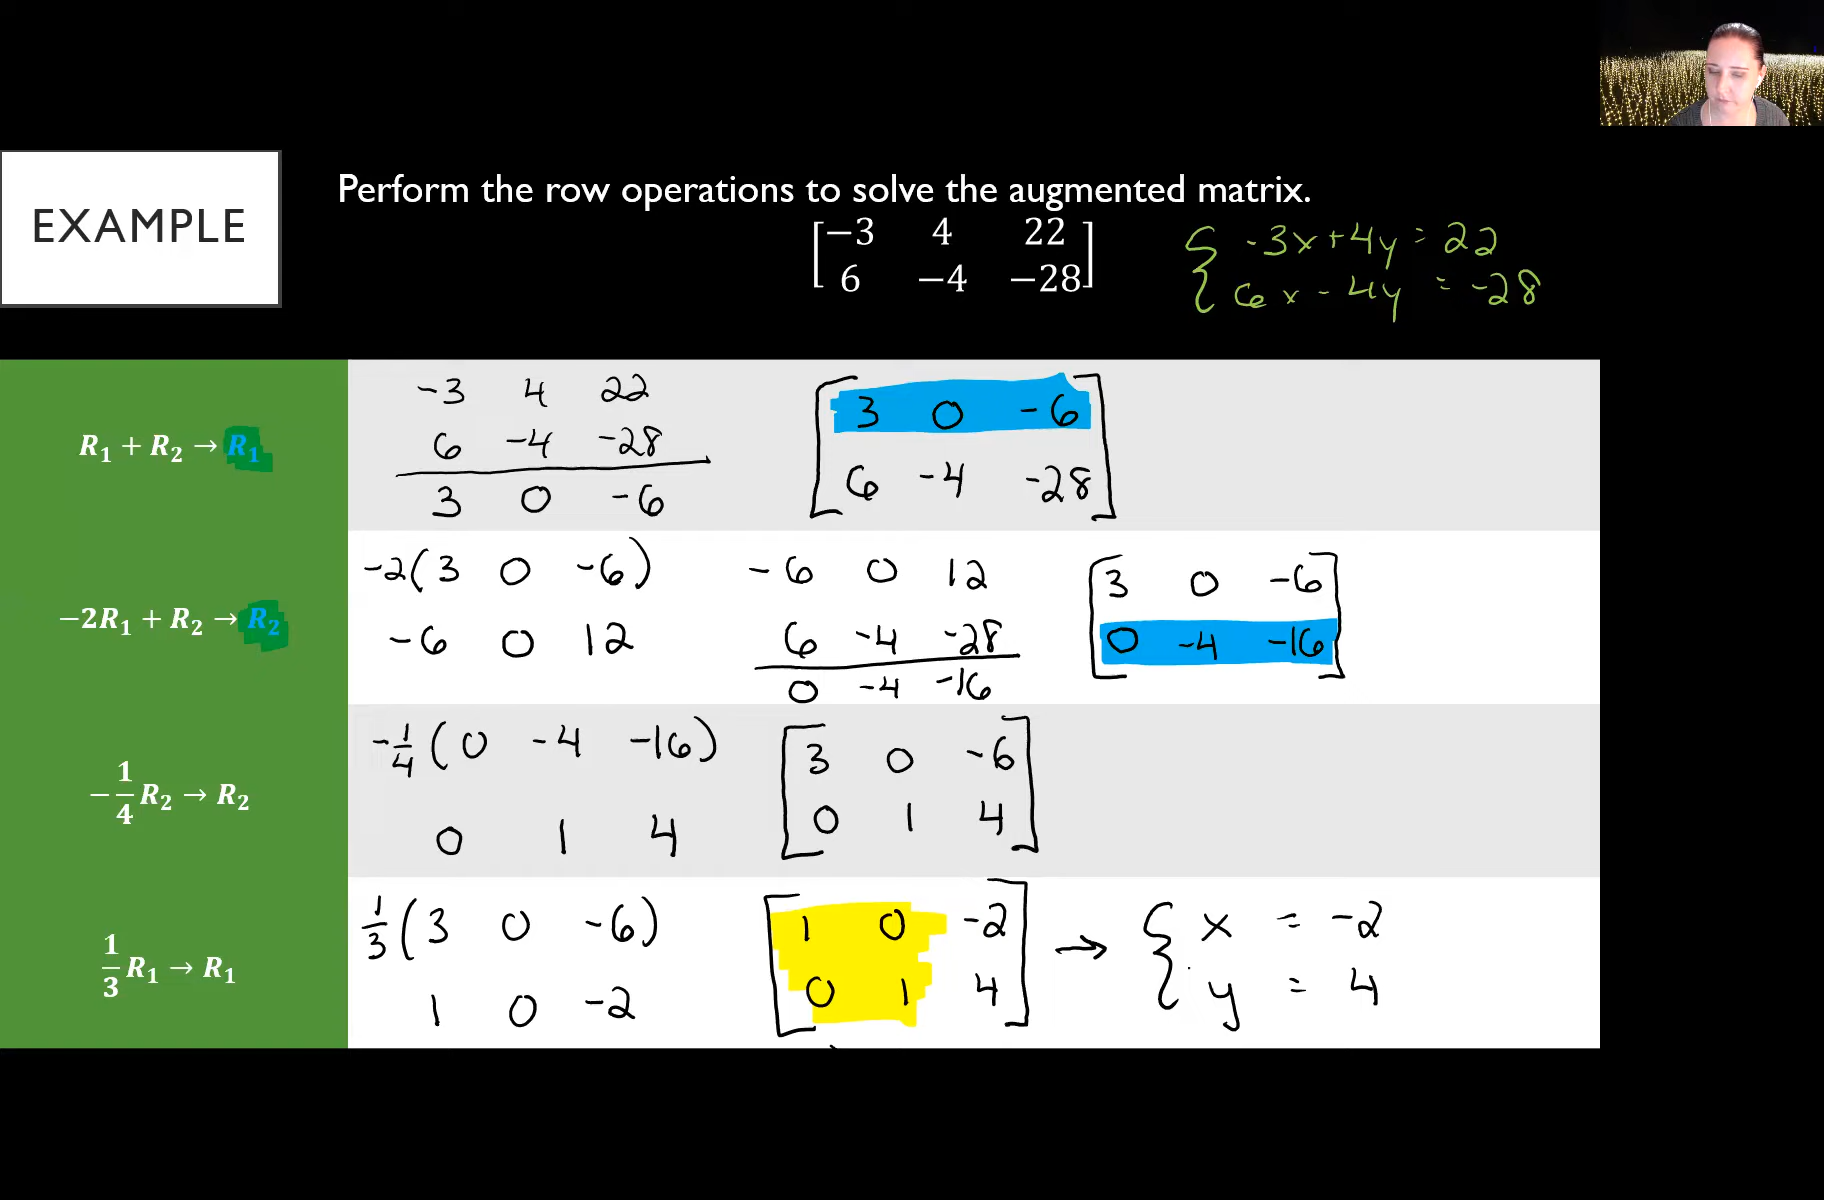 EXAMPLE
Perform the row operations to solve the augmented matrix.
[−3 4 22
6 −4 −28]
{ -3x+4y = 22
6x - 4y = -28
R₁ + R₂ → R₁
-3 4 22
6 -4 -28
3 0 -6
[3 0 -6
6 -4 -28]
−2R₁ + R₂ → R₂
-2(3 0 -6)
-6 0 12
-6 0 12
6 -4 -28
0 -4 -16
[3 0 -6
0 -4 -16]
−1/4 R₂ → R₂
-1/4(0 -4 -16)
0 1 4
[3 0 -6
0 1 4]
1/3 R₁ → R₁
1/3(3 0 -6)
1 0 -2
[1 0 -2
0 1 4]
→ { x = -2
y = 4